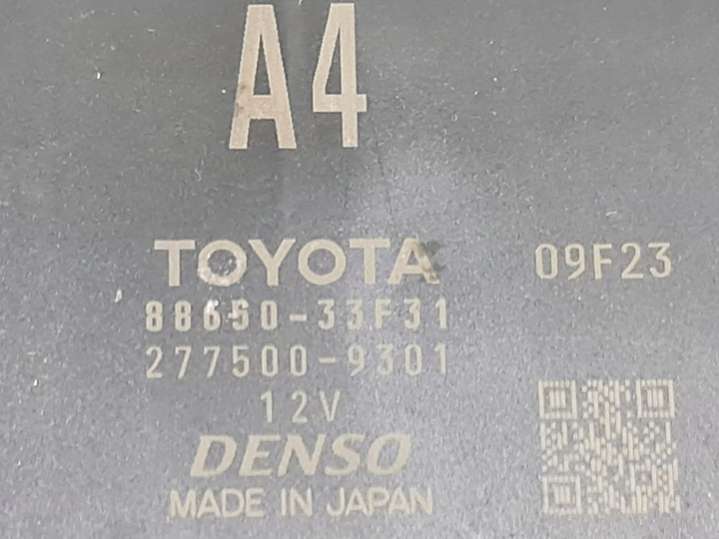 A4
TOYOTA 09F23
88650-33F31
277500-9301
12V
DENSO
MADE IN JAPAN